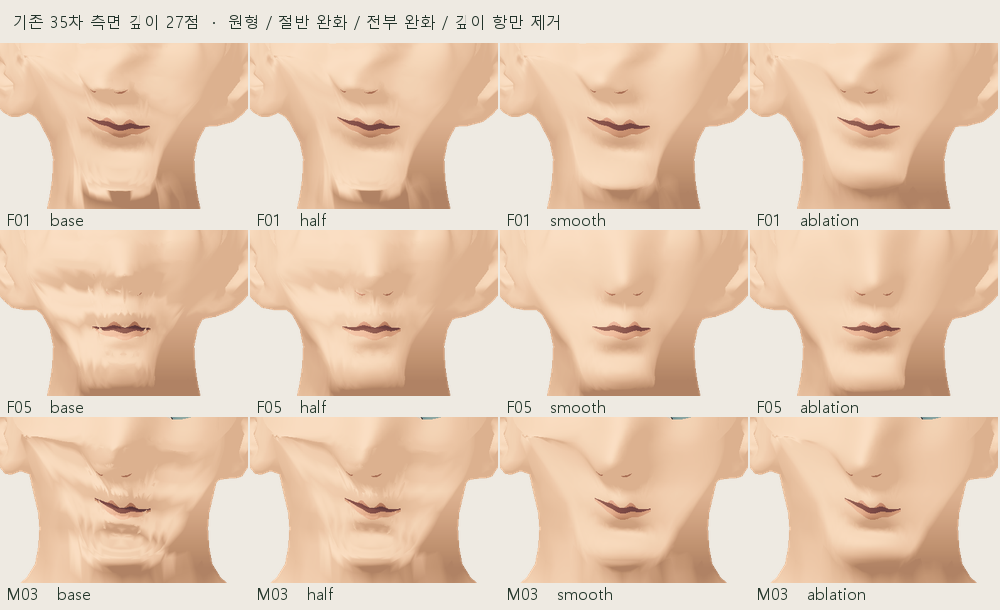 기존 35차 측면 깊이 27점 · 원형 / 절반 완화 / 전부 완화 / 깊이 항만 제거
F01 base F01 half F01 smooth F01 ablation
F05 base F05 half F05 smooth F05 ablation
M03 base M03 half M03 smooth M03 ablation